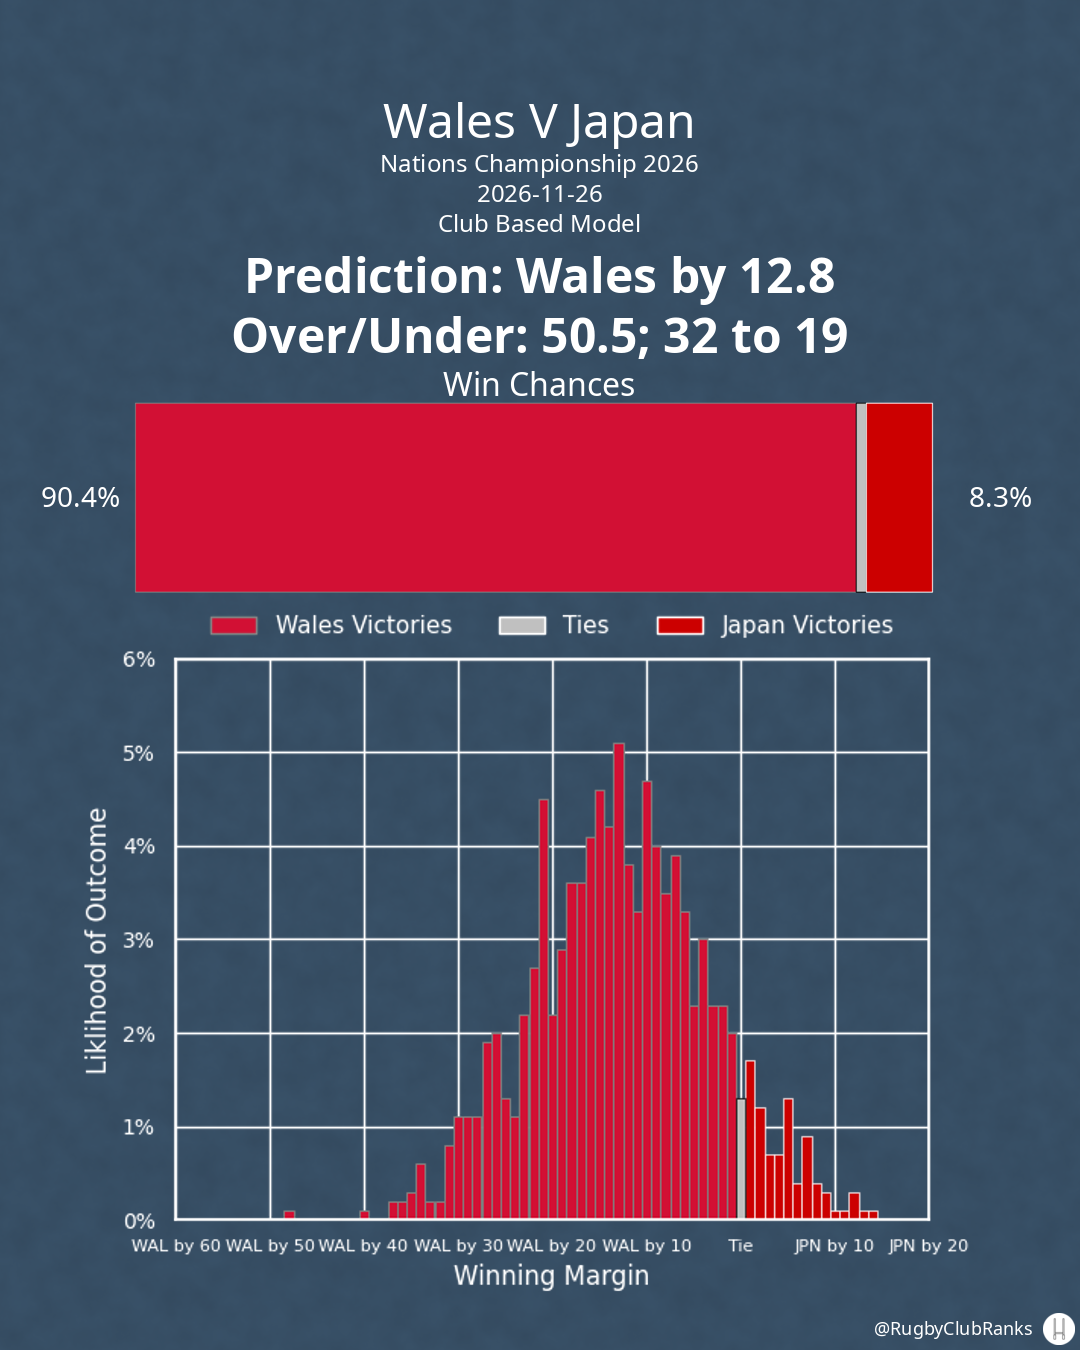 Wales V Japan
Nations Championship 2026
2026-11-26
Club Based Model
Prediction: Wales by 12.8
Over/Under: 50.5; 32 to 19
Win Chances
90.4%
8.3%
Wales Victories
Ties
Japan Victories
6%
5%
4%
3%
2%
1%
0%
Liklihood of Outcome
WAL by 60 WAL by 50 WAL by 40 WAL by 30 WAL by 20 WAL by 10 Tie JPN by 10 JPN by 20
Winning Margin
@RugbyClubRanks